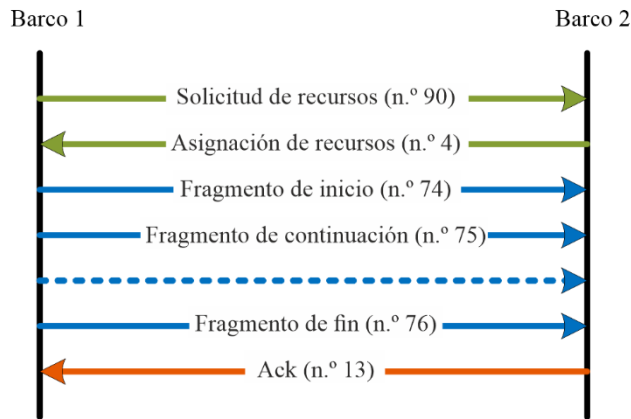 Barco 1
Barco 2
Solicitud de recursos (n.º 90)
Asignación de recursos (n.º 4)
Fragmento de inicio (n.º 74)
Fragmento de continuación (n.º 75)
Fragmento de fin (n.º 76)
Ack (n.º 13)